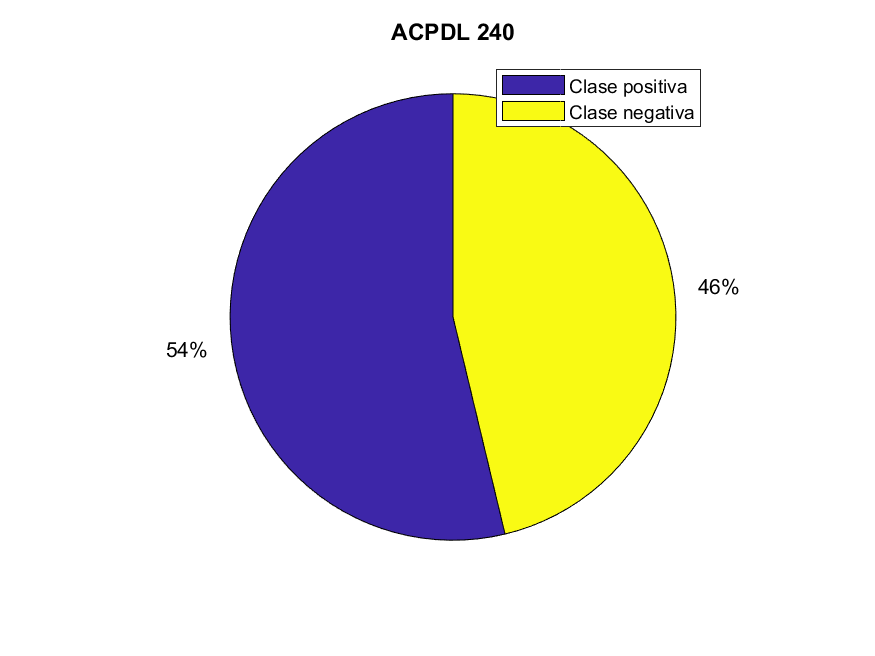 ACPDL 240
Clase positiva
Clase negativa
46%
54%